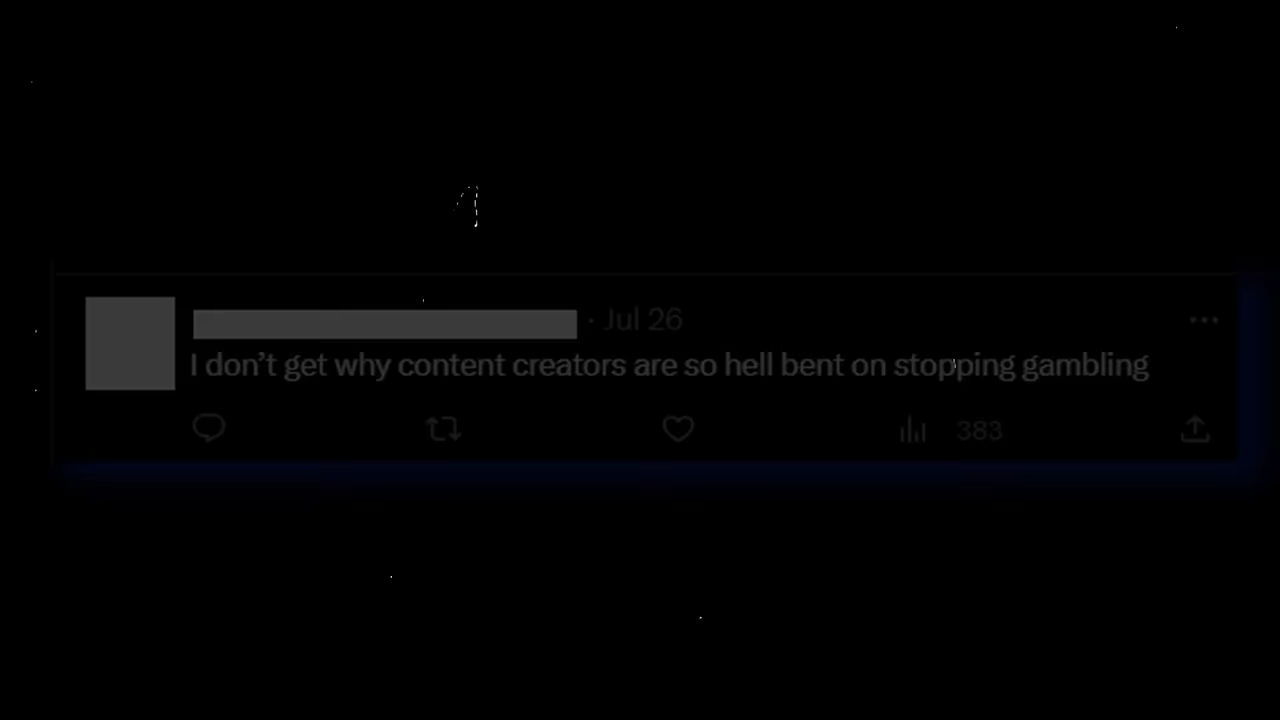 · Jul 26
I don’t get why content creators are so hell bent on stopping gambling
383